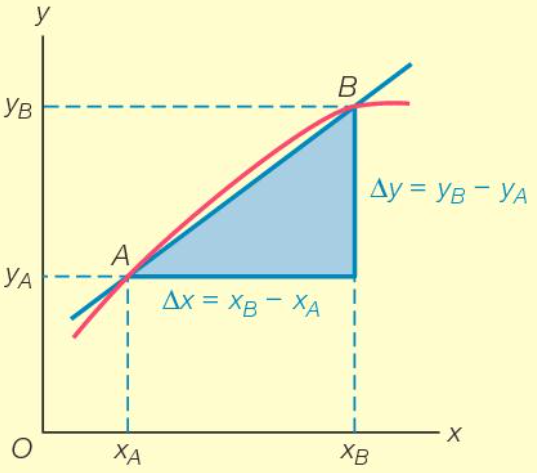 y
y_B
B
Δy = y_B − y_A
A
y_A
Δx = x_B − x_A
x
O
x_A
x_B